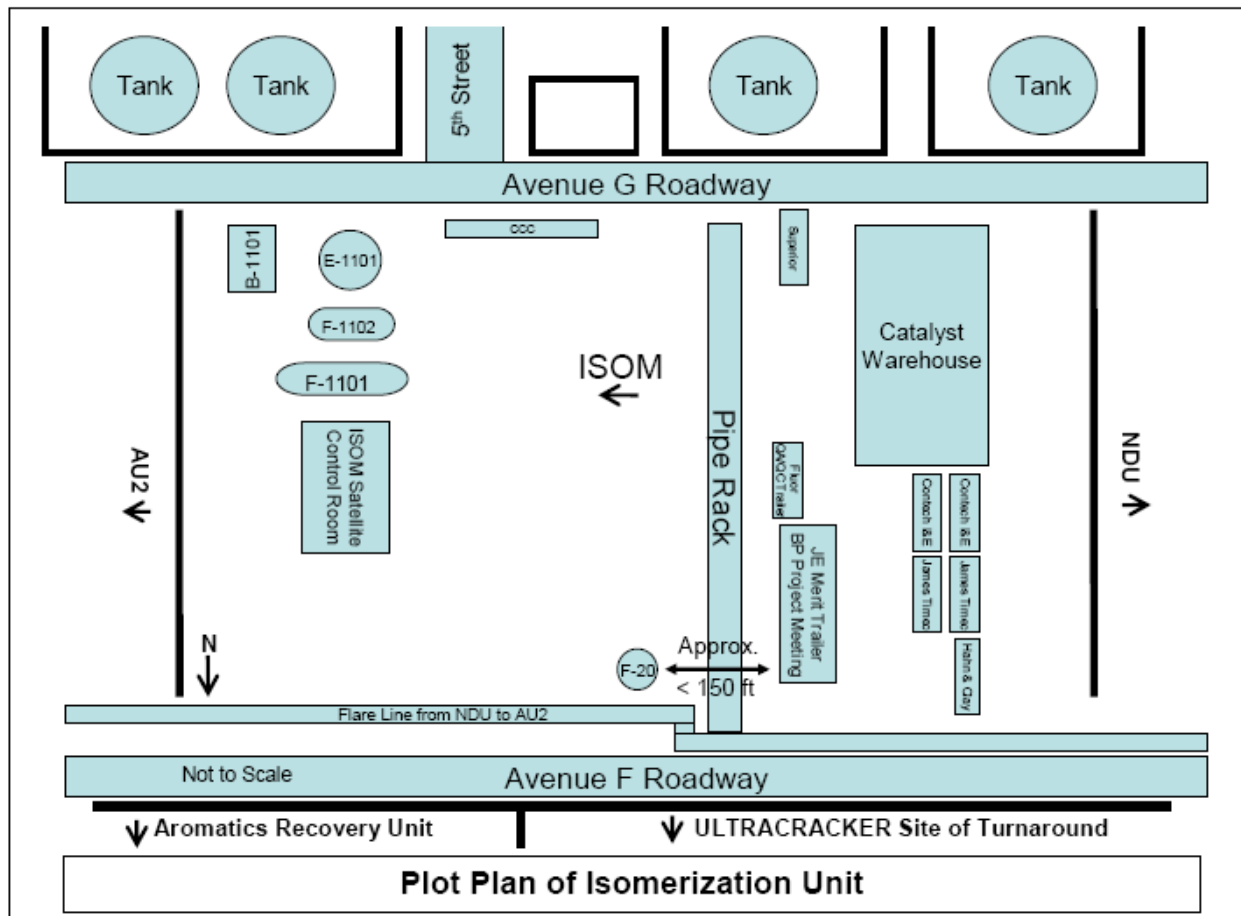 Tank
Tank
5th Street
Tank
Tank
Avenue G Roadway
B-1101
E-1101
CCC
Superior
F-1102
Catalyst
Warehouse
ISOM
F-1101
Pipe Rack
ISOM Satellite
Control Room
AU2
NDU
Fluor
QA/QC Trailer
Contech I&E
Contech I&E
JE Merit Trailer
BP Project Meeting
James Timec
James Timec
N
Approx.
F-20
< 150 ft
Hahn & Clay
Flare Line from NDU to AU2
Not to Scale
Avenue F Roadway
Aromatics Recovery Unit
ULTRACRACKER Site of Turnaround
Plot Plan of Isomerization Unit